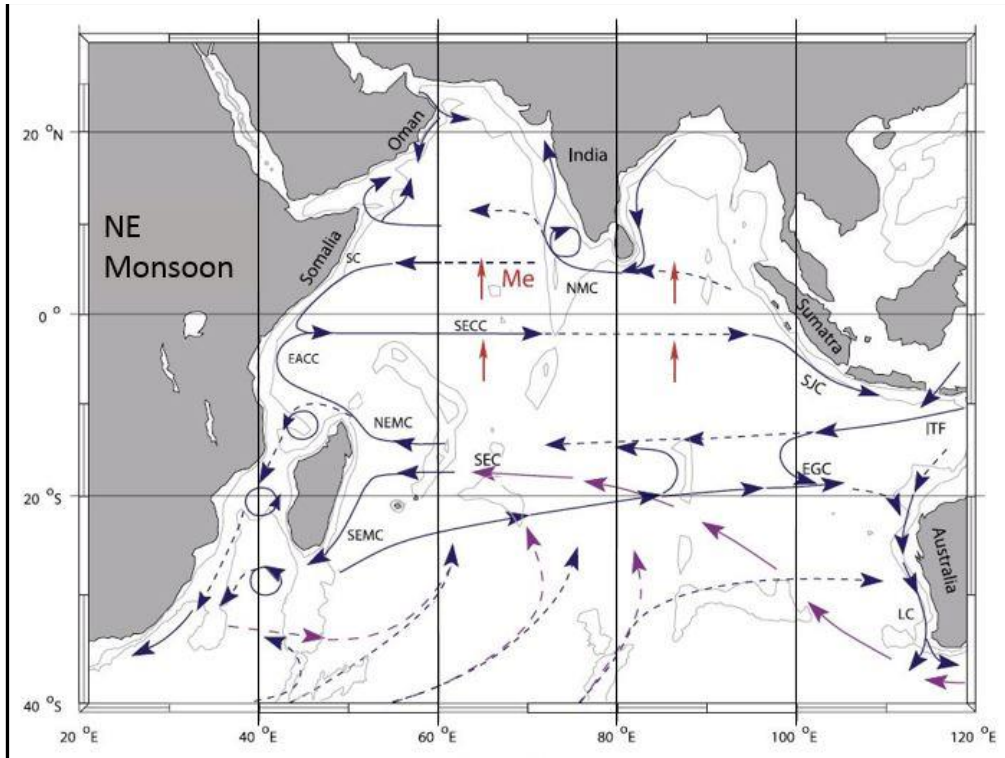 20 °N
Oman
India
NE
Monsoon
Somalia
SC
Me
NMC
0 °
SECC
Sumatra
EACC
SJC
NEMC
ITF
SEC
EGC
20 °S
SEMC
Australia
LC
40 °S
20 °E
40 °E
60 °E
80 °E
100 °E
120 °E